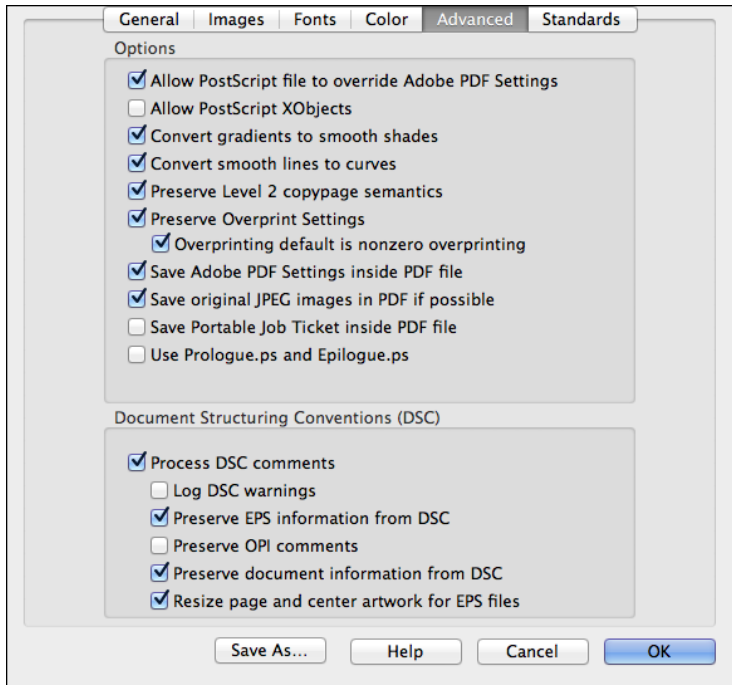 General Images Fonts Color Advanced Standards
Options
Allow PostScript file to override Adobe PDF Settings
Allow PostScript XObjects
Convert gradients to smooth shades
Convert smooth lines to curves
Preserve Level 2 copypage semantics
Preserve Overprint Settings
Overprinting default is nonzero overprinting
Save Adobe PDF Settings inside PDF file
Save original JPEG images in PDF if possible
Save Portable Job Ticket inside PDF file
Use Prologue.ps and Epilogue.ps
Document Structuring Conventions (DSC)
Process DSC comments
Log DSC warnings
Preserve EPS information from DSC
Preserve OPI comments
Preserve document information from DSC
Resize page and center artwork for EPS files
Save As... Help Cancel OK